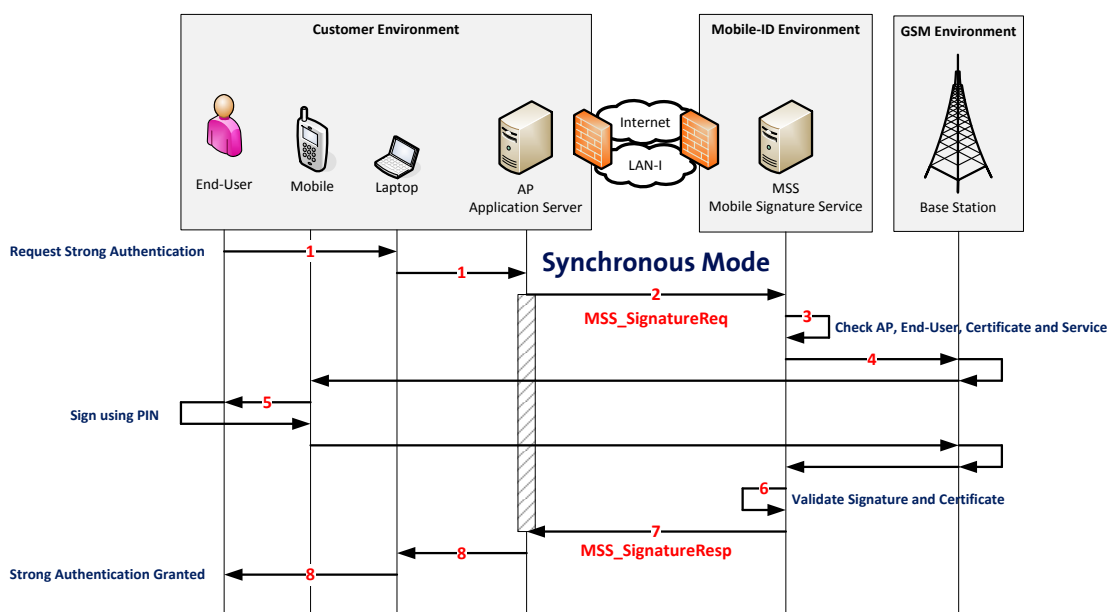 Customer Environment
Mobile-ID Environment
GSM Environment
Internet
LAN-I
End-User
Mobile
Laptop
AP
Application Server
MSS
Mobile Signature Service
Base Station
Request Strong Authentication
1
1
Synchronous Mode
2
MSS_SignatureReq
3
Check AP, End-User, Certificate and Service
4
5
Sign using PIN
6
Validate Signature and Certificate
7
MSS_SignatureResp
8
8
Strong Authentication Granted